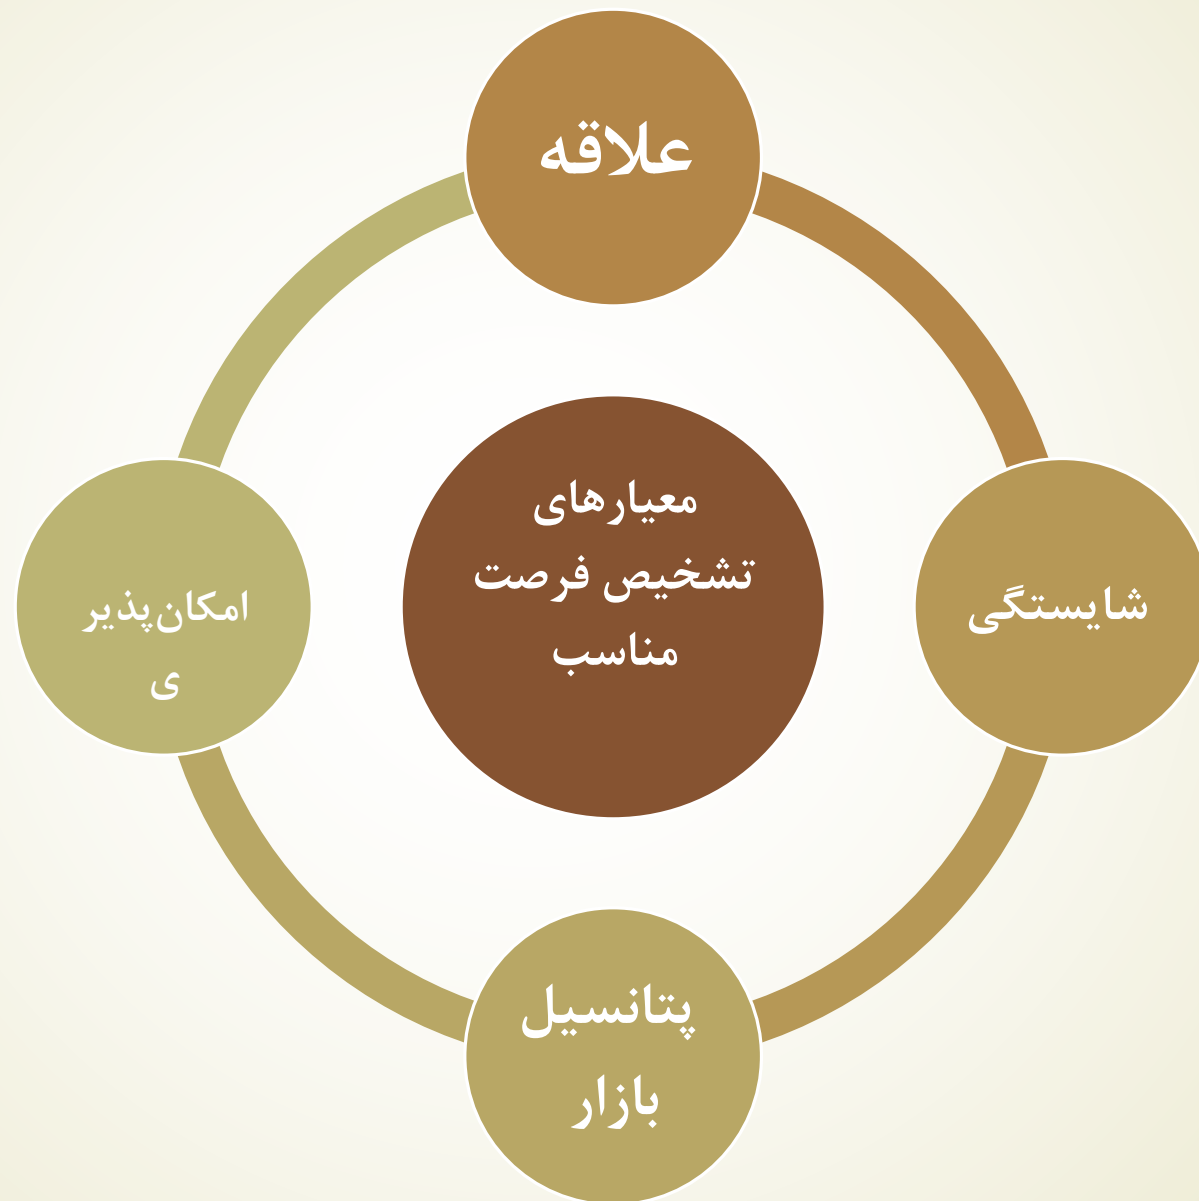 علاقه
معیارهای
تشخیص فرصت
مناسب
شایستگی
امکان‌پذیر
ی
پتانسیل
بازار